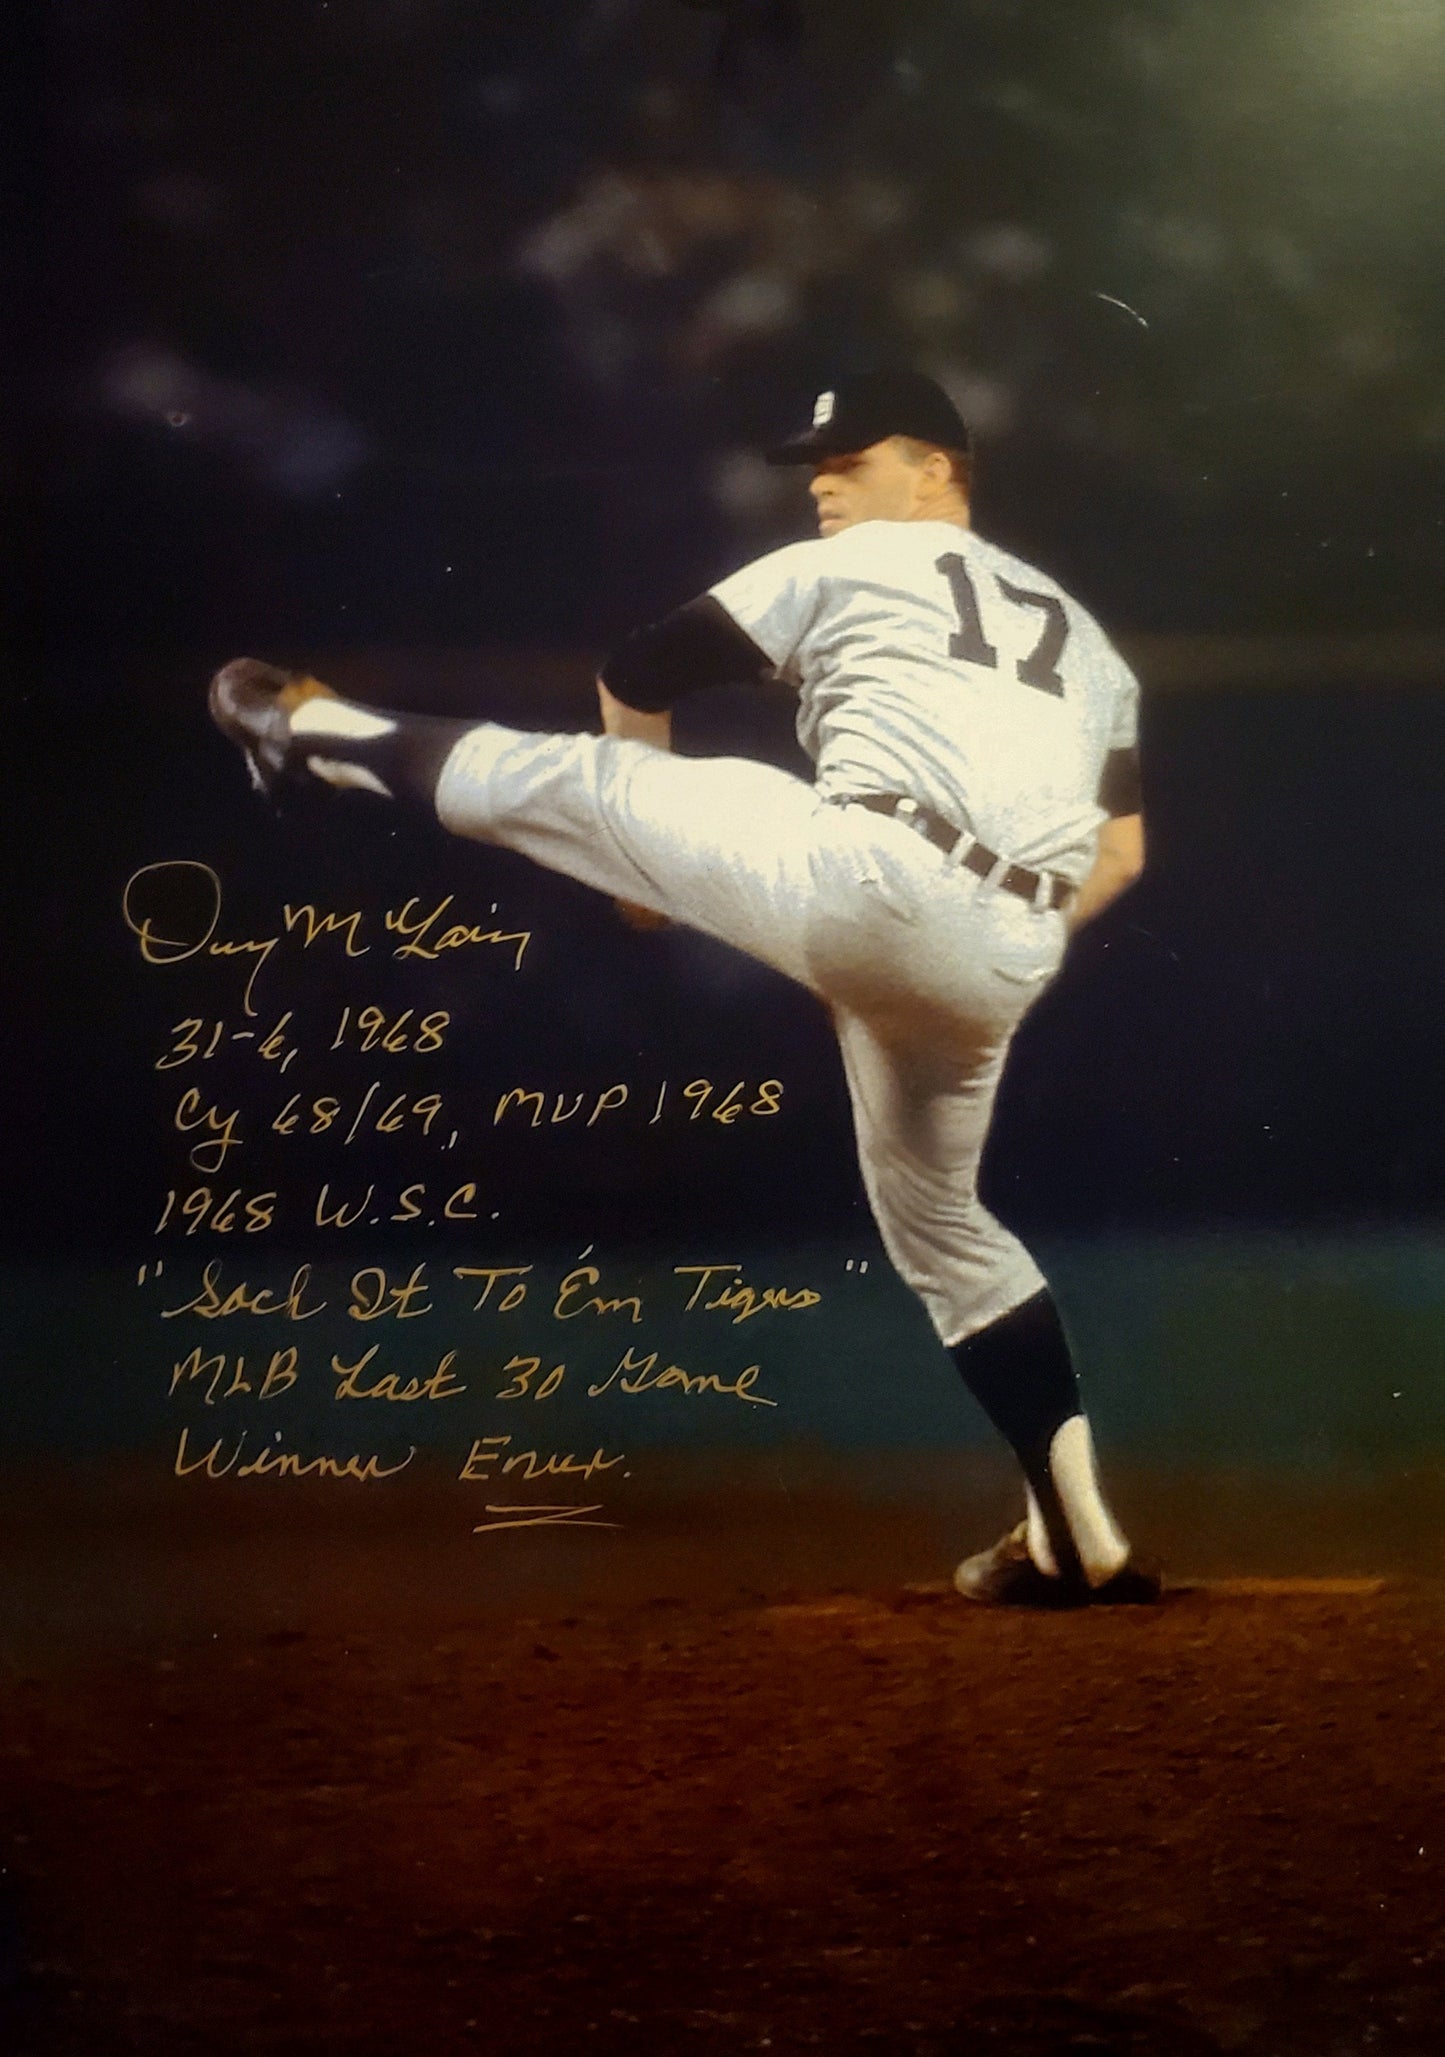 17
Denny McLain
31-6, 1968
Cy 68/69, MVP 1968
1968 W.S.C.
"Sock It To 'Em Tigers"
MLB Last 30 Game
Winner Ever.